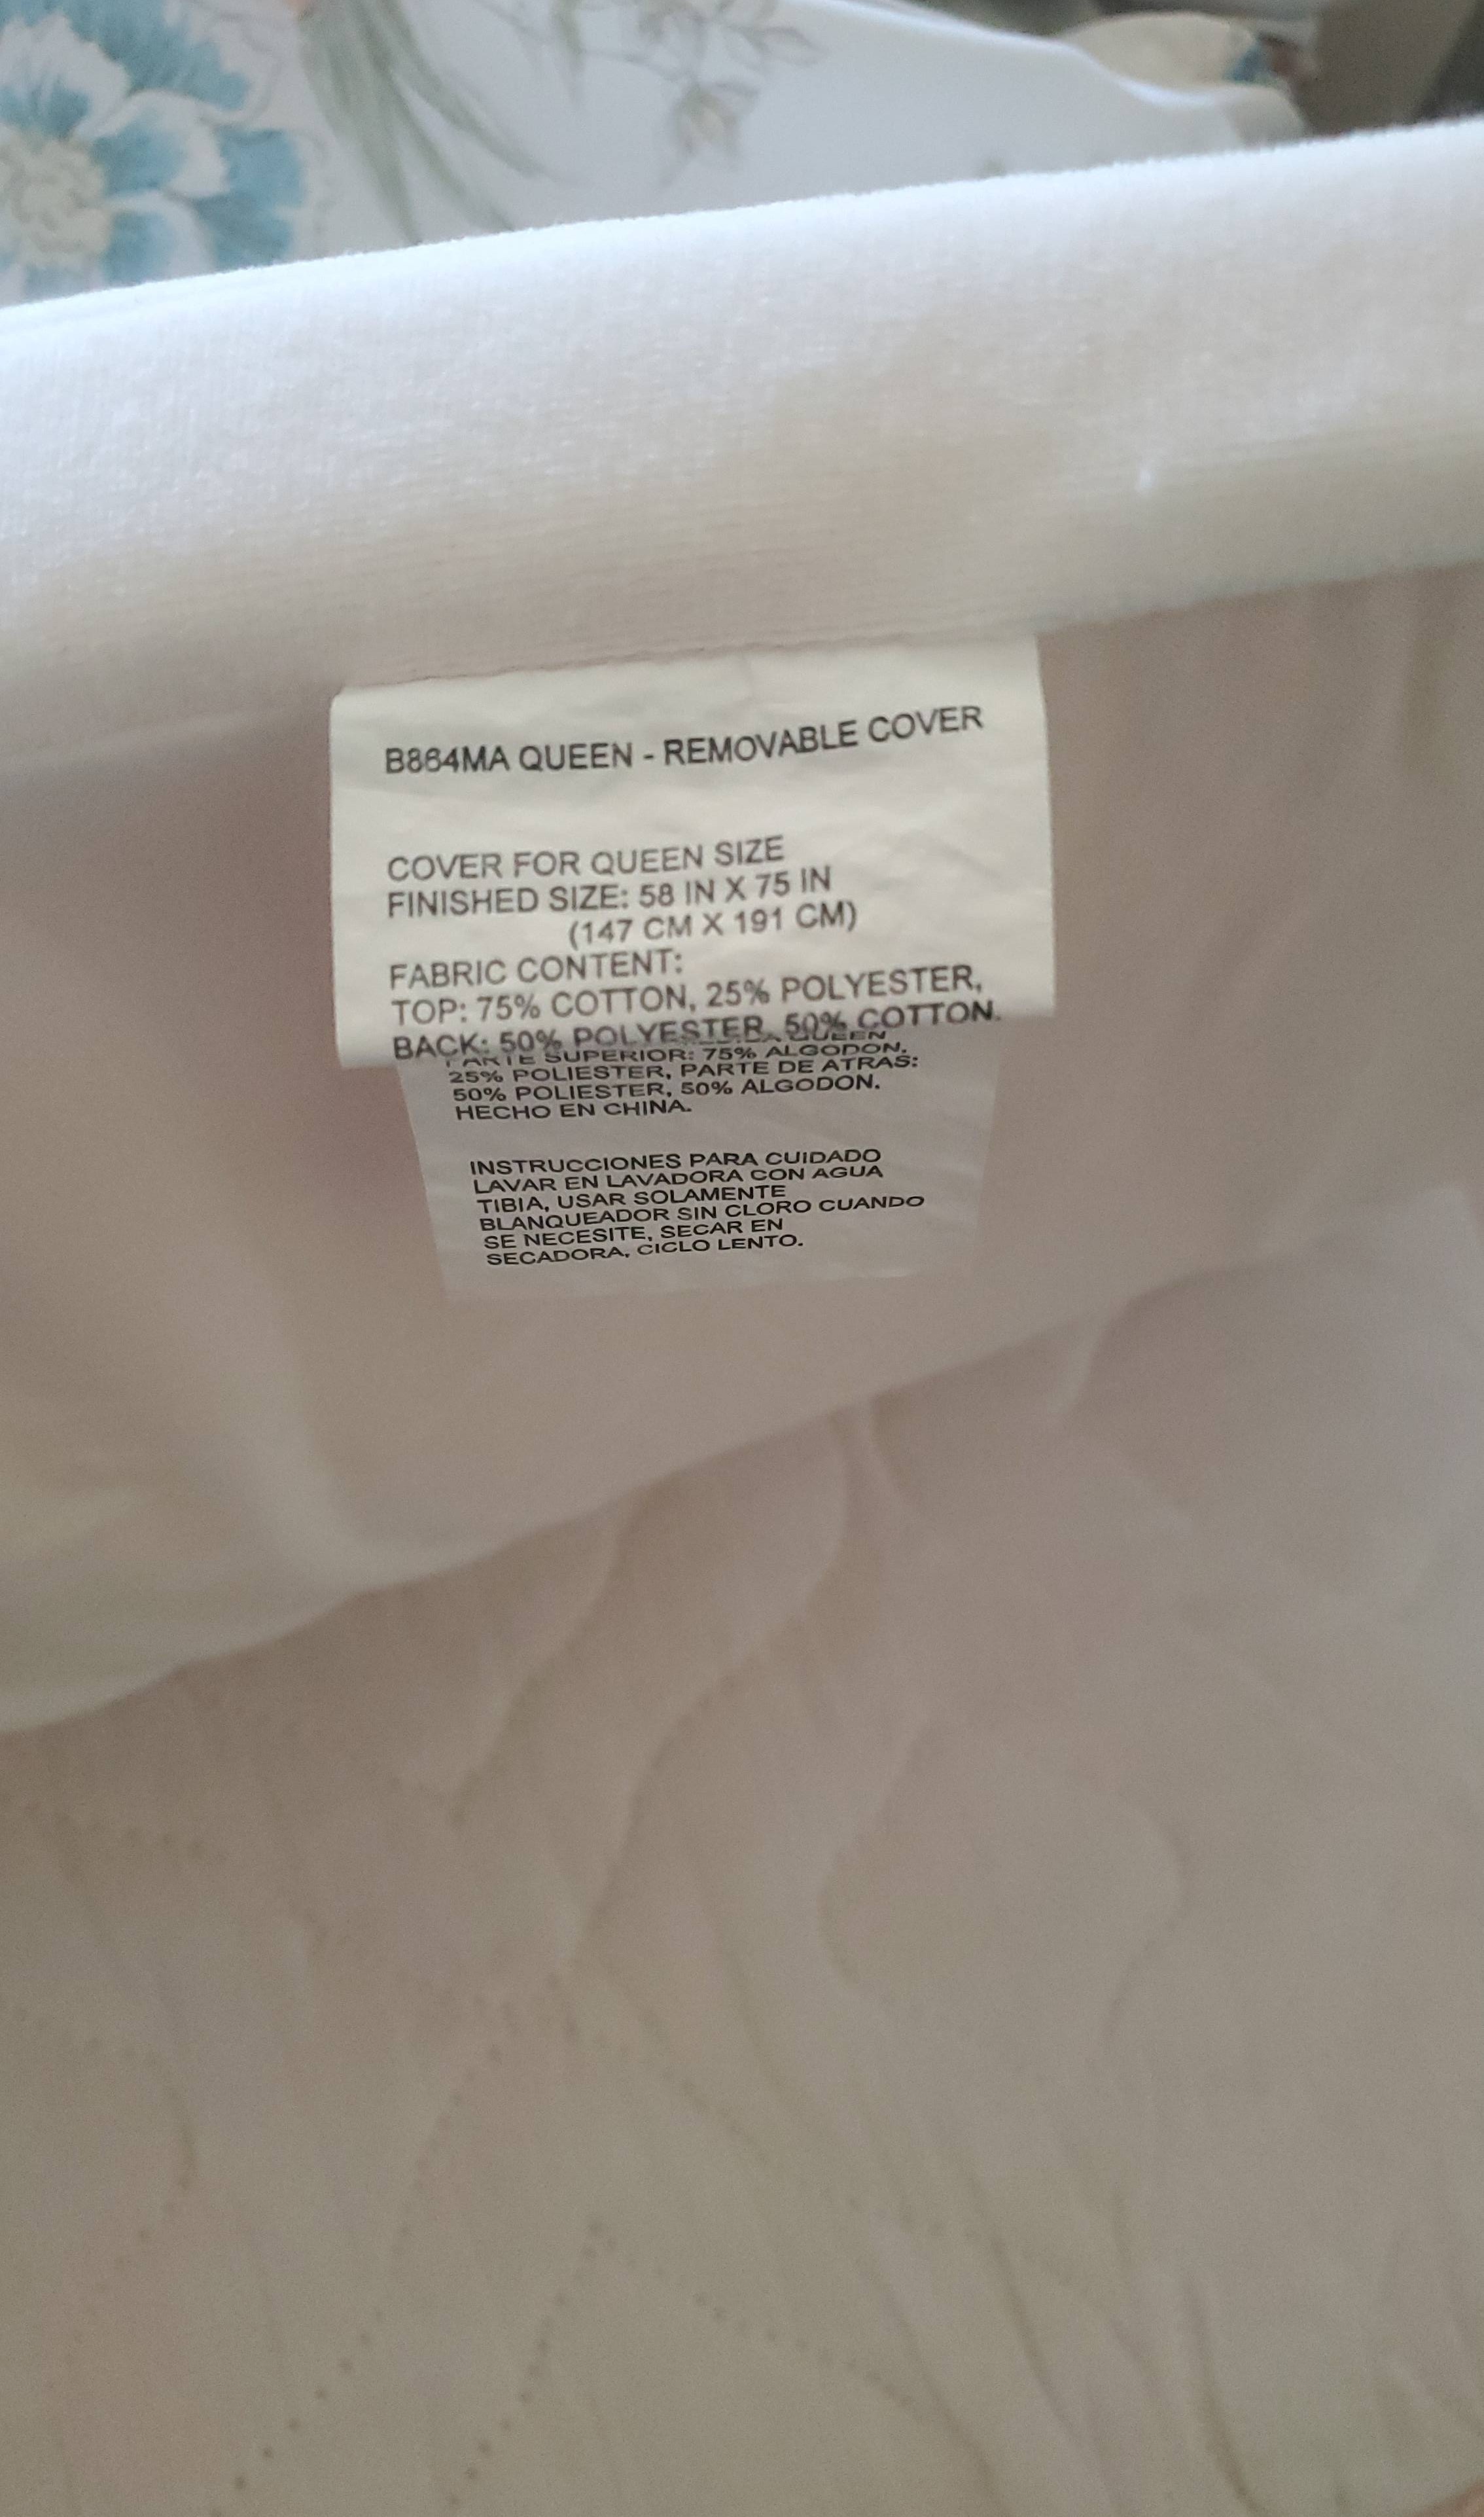 B864MA QUEEN - REMOVABLE COVER
COVER FOR QUEEN SIZE
FINISHED SIZE: 58 IN X 75 IN
(147 CM X 191 CM)
FABRIC CONTENT:
TOP: 75% COTTON, 25% POLYESTER,
BACK: 50% POLYESTER, 50% COTTON.
QUEEN
PARTE SUPERIOR: 75% ALGODON,
25% POLIESTER, PARTE DE ATRAS:
50% POLIESTER, 50% ALGODON.
HECHO EN CHINA.
INSTRUCCIONES PARA CUIDADO
LAVAR EN LAVADORA CON AGUA
TIBIA, USAR SOLAMENTE
BLANQUEADOR SIN CLORO CUANDO
SE NECESITE, SECAR EN
SECADORA, CICLO LENTO.